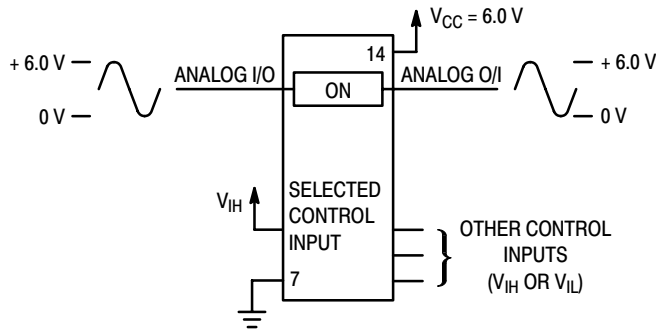 V_CC = 6.0 V
14
+ 6.0 V
ANALOG I/O
ON
ANALOG O/I
+ 6.0 V
0 V
0 V
V_IH
SELECTED
CONTROL
INPUT
7
OTHER CONTROL
INPUTS
(V_IH OR V_IL)